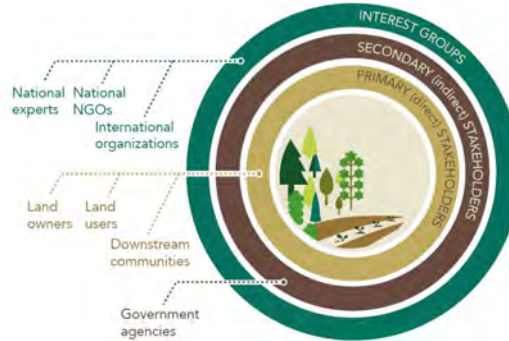 INTEREST GROUPS
SECONDARY (indirect) STAKEHOLDERS
PRIMARY (direct) STAKEHOLDERS
National
experts
National
NGOs
International
organizations
Land
owners
Land
users
Downstream
communities
Government
agencies